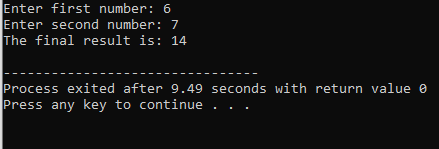 Enter first number: 6
Enter second number: 7
The final result is: 14
--------------------------------
Process exited after 9.49 seconds with return value 0
Press any key to continue . . .